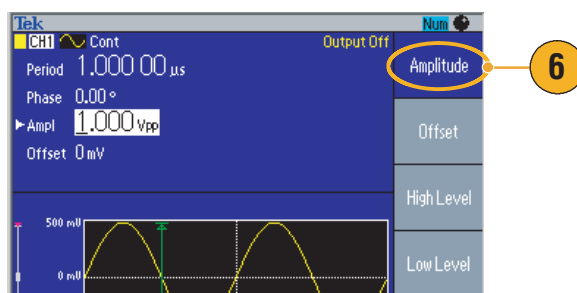 Tek Num
CH1 Cont Output Off
Period 1.000 00 µs
Phase 0.00 °
Ampl 1.000 Vpp
Offset 0 mV
Amplitude
6
Offset
High Level
Low Level
500 mV
0 mV